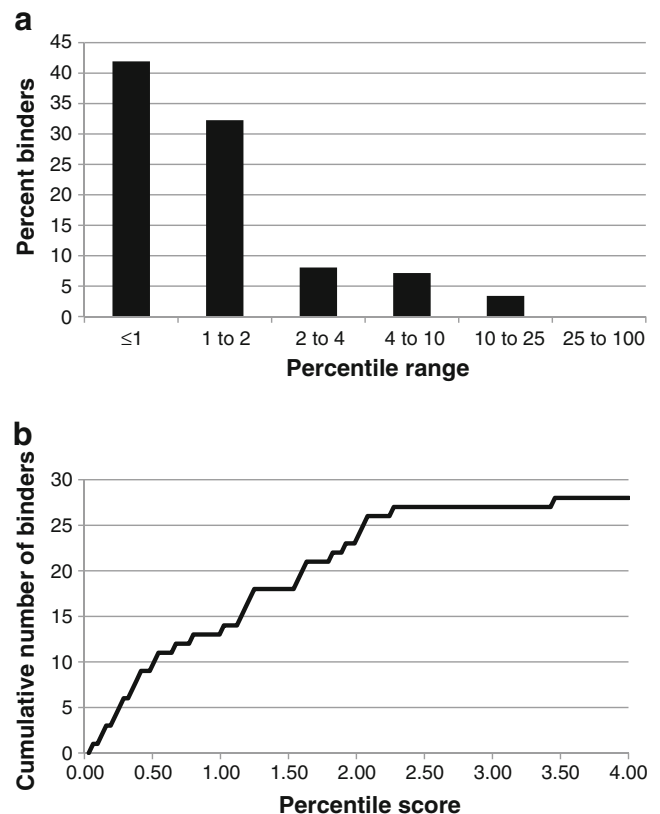 a
Percent binders
45
40
35
30
25
20
15
10
5
0
≤1 1 to 2 2 to 4 4 to 10 10 to 25 25 to 100
Percentile range
b
Cumulative number of binders
30
25
20
15
10
5
0
0.00 0.50 1.00 1.50 2.00 2.50 3.00 3.50 4.00
Percentile score